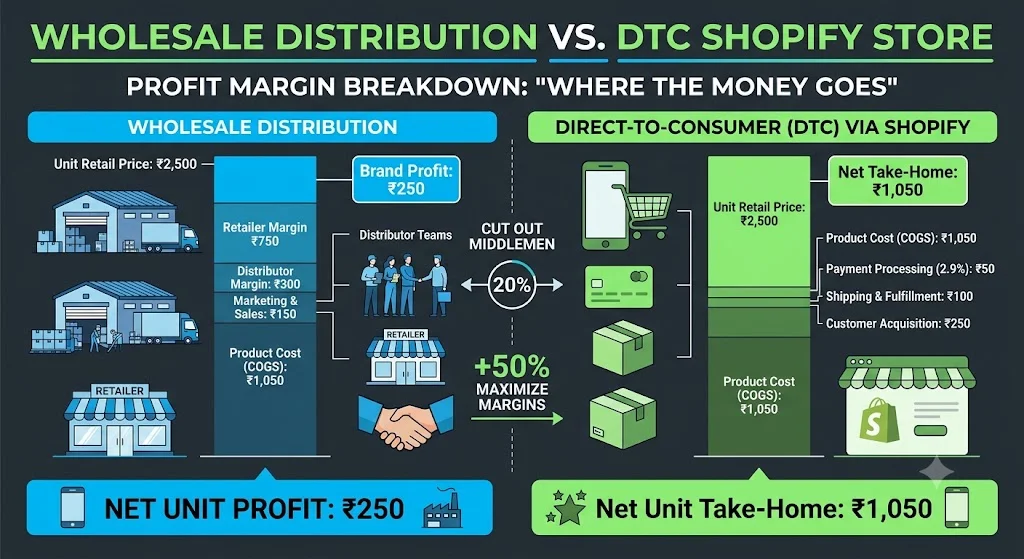 WHOLESALE DISTRIBUTION VS. DTC SHOPIFY STORE
PROFIT MARGIN BREAKDOWN: "WHERE THE MONEY GOES"
WHOLESALE DISTRIBUTION
Unit Retail Price: ₹2,500
Brand Profit:
₹250
Retailer Margin
₹750
Distributor
Margin: ₹300
Marketing &
Sales: ₹150
Product Cost
(COGS):
₹1,050
Distributor Teams
RETAILER
RETAILER
CUT OUT
MIDDLEMEN
20%
+50%
MAXIMIZE
MARGINS
NET UNIT PROFIT: ₹250
DIRECT-TO-CONSUMER (DTC) VIA SHOPIFY
Unit Retail Price:
₹2,500
Net Take-Home:
₹1,050
Product Cost (COGS): ₹1,050
Payment Processing (2.9%): ₹50
Shipping & Fulfillment: ₹100
Customer Acquisition: ₹250
Product Cost
(COGS):
₹1,050
S
Net Unit Take-Home: ₹1,050